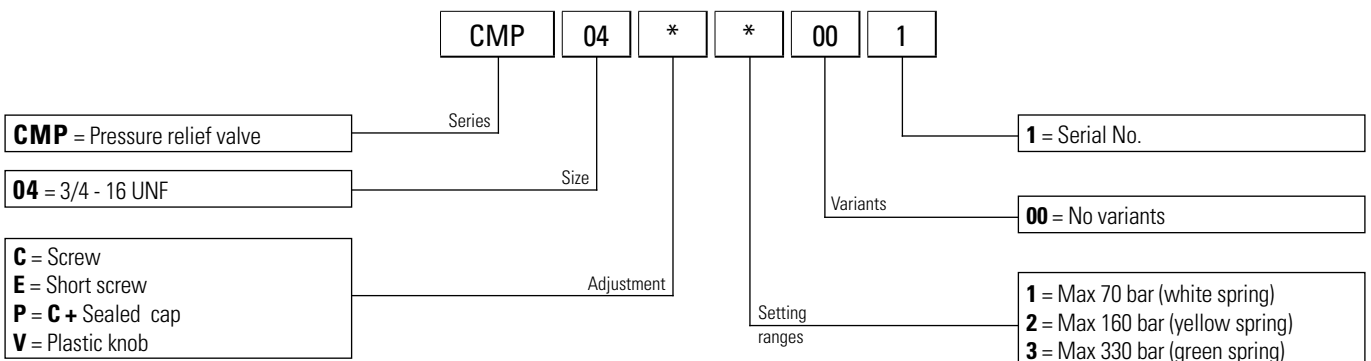 CMP 04 * * 00 1
Series
CMP = Pressure relief valve
Size
04 = 3/4 - 16 UNF
Adjustment
C = Screw
E = Short screw
P = C + Sealed cap
V = Plastic knob
1 = Serial No.
Variants
00 = No variants
Setting
ranges
1 = Max 70 bar (white spring)
2 = Max 160 bar (yellow spring)
3 = Max 330 bar (green spring)